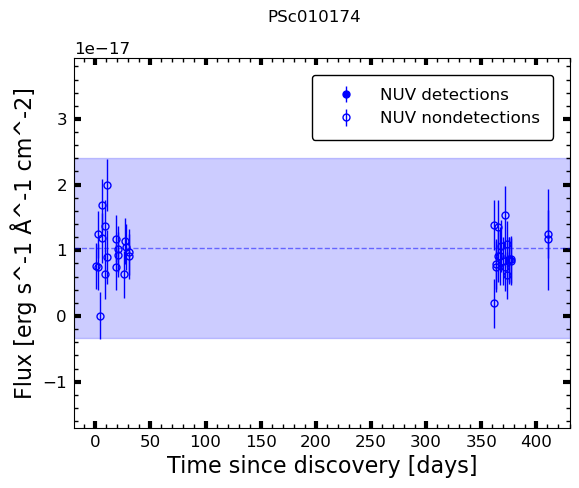 PSc010174
1e−17
NUV detections
NUV nondetections
Flux [erg s^-1 Å^-1 cm^-2]
3
2
1
0
−1
0 50 100 150 200 250 300 350 400
Time since discovery [days]